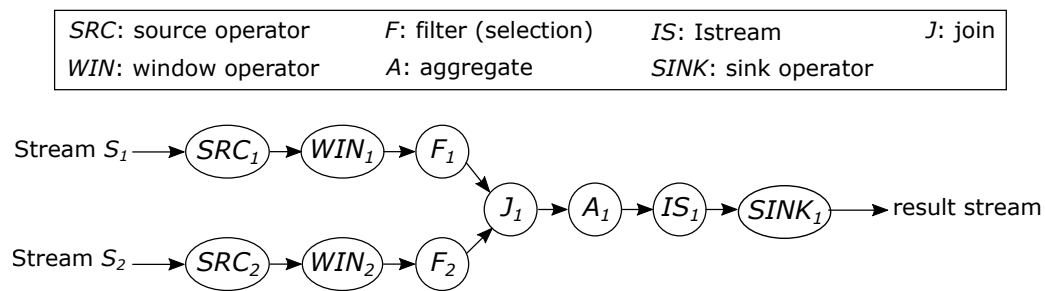 SRC: source operator F: filter (selection) IS: Istream J: join
WIN: window operator A: aggregate SINK: sink operator
Stream S1 SRC1 WIN1 F1
J1 A1 IS1 SINK1 result stream
Stream S2 SRC2 WIN2 F2